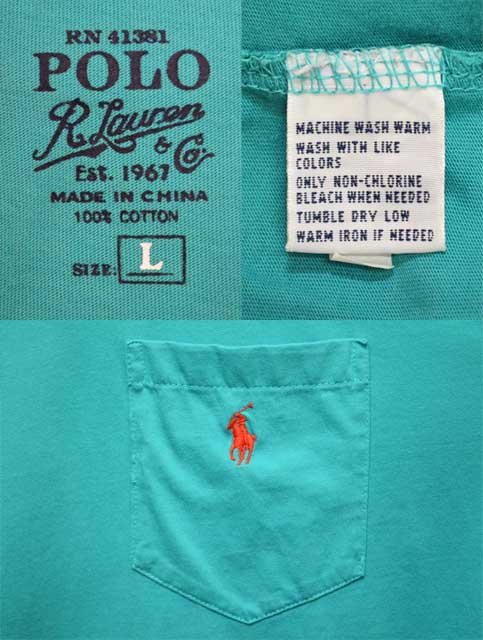 RN 41381
POLO
R. Lauren
& Co.
Est. 1967
MADE IN CHINA
100% COTTON
SIZE: L
MACHINE WASH WARM
WASH WITH LIKE
COLORS
ONLY NON-CHLORINE
BLEACH WHEN NEEDED
TUMBLE DRY LOW
WARM IRON IF NEEDED